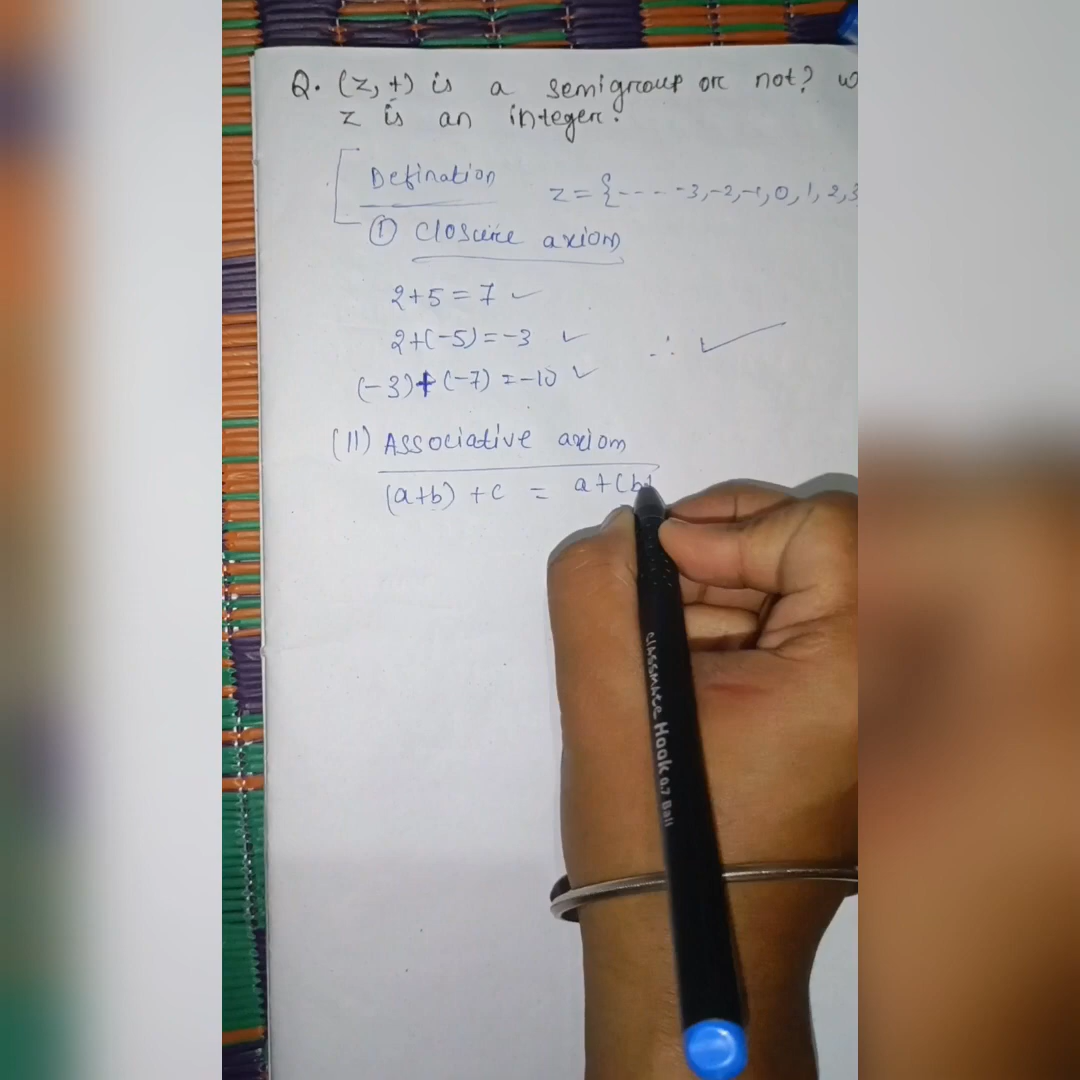 Q. (Z, +) is a semigroup or not? w
Z is an integer.
Defination
Z = {---- -3, -2, -1, 0, 1, 2, 3
(I) Closure axiom
2+5 = 7 ✓
2+(-5) = -3 ✓
∴ ✓
(-3)+(-7) = -10 ✓
(II) Associative axiom
(a+b) + c = a+(b+
Classmate Hook 0.7 Ball